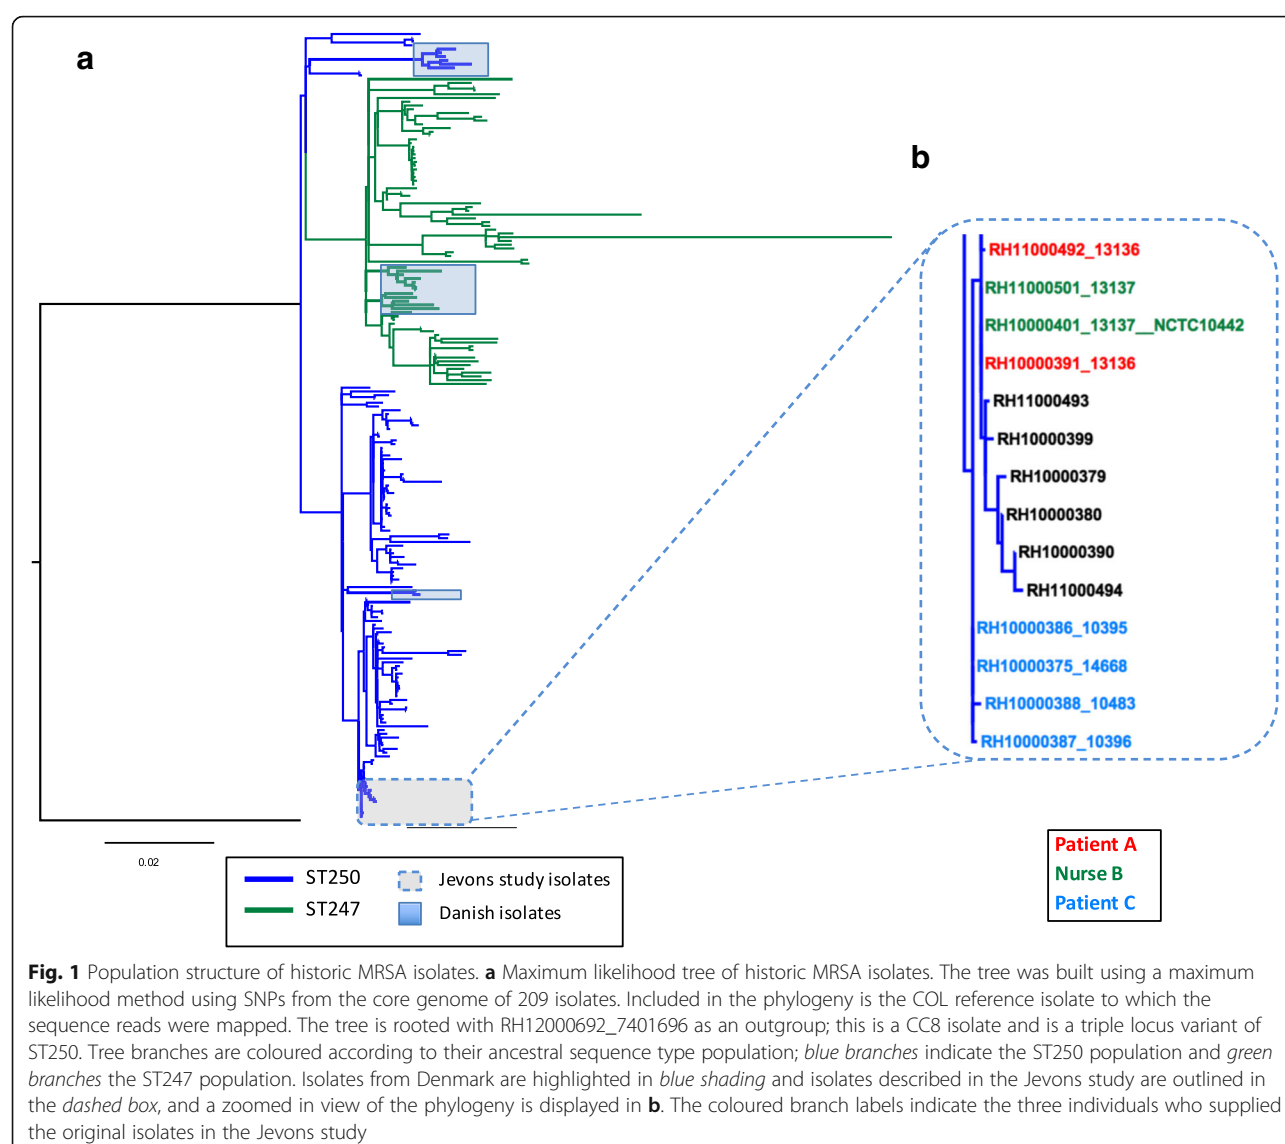 a
b
RH11000492_13136
RH11000501_13137
RH10000401_13137__NCTC10442
RH10000391_13136
RH11000493
RH10000399
RH10000379
RH10000380
RH10000390
RH11000494
RH10000386_10395
RH10000375_14668
RH10000388_10483
RH10000387_10396
0.02
ST250
ST247
Jevons study isolates
Danish isolates
Patient A
Nurse B
Patient C
Fig. 1 Population structure of historic MRSA isolates. a Maximum likelihood tree of historic MRSA isolates. The tree was built using a maximum
likelihood method using SNPs from the core genome of 209 isolates. Included in the phylogeny is the COL reference isolate to which the
sequence reads were mapped. The tree is rooted with RH12000692_7401696 as an outgroup; this is a CC8 isolate and is a triple locus variant of
ST250. Tree branches are coloured according to their ancestral sequence type population; blue branches indicate the ST250 population and green
branches the ST247 population. Isolates from Denmark are highlighted in blue shading and isolates described in the Jevons study are outlined in
the dashed box, and a zoomed in view of the phylogeny is displayed in b. The coloured branch labels indicate the three individuals who supplied
the original isolates in the Jevons study